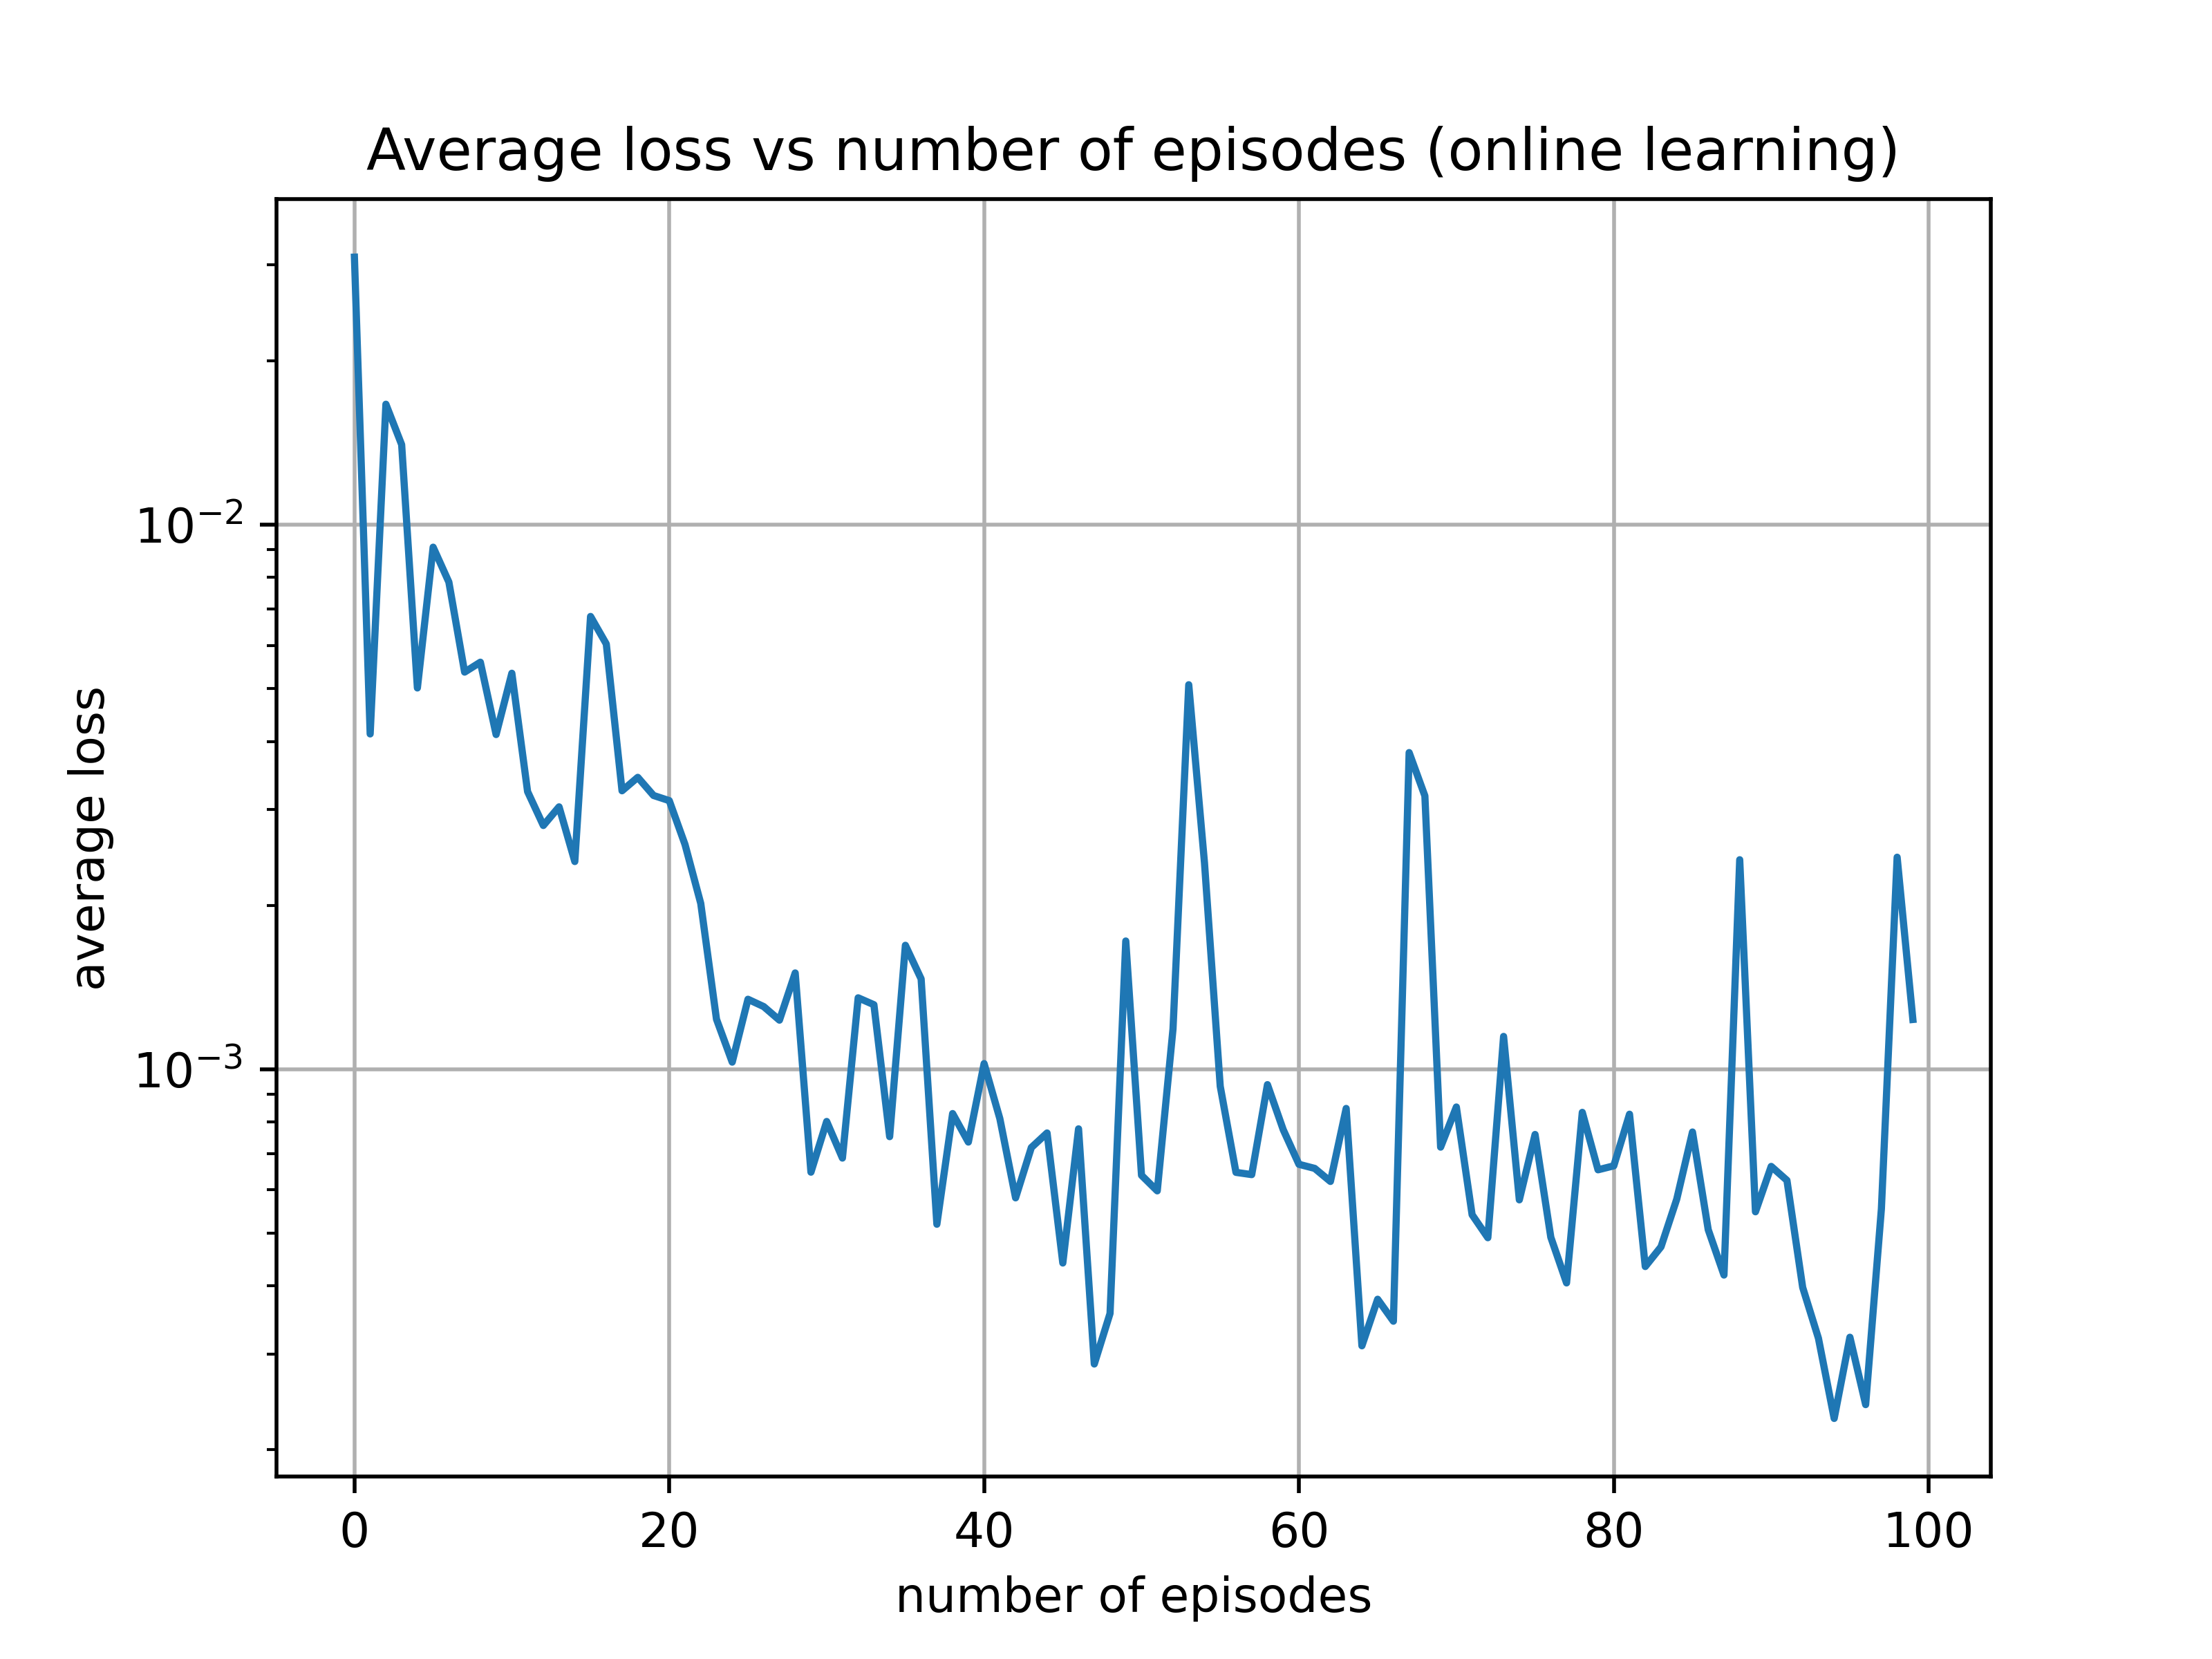 Average loss vs number of episodes (online learning)
average loss
10⁻²
10⁻³
0 20 40 60 80 100
number of episodes